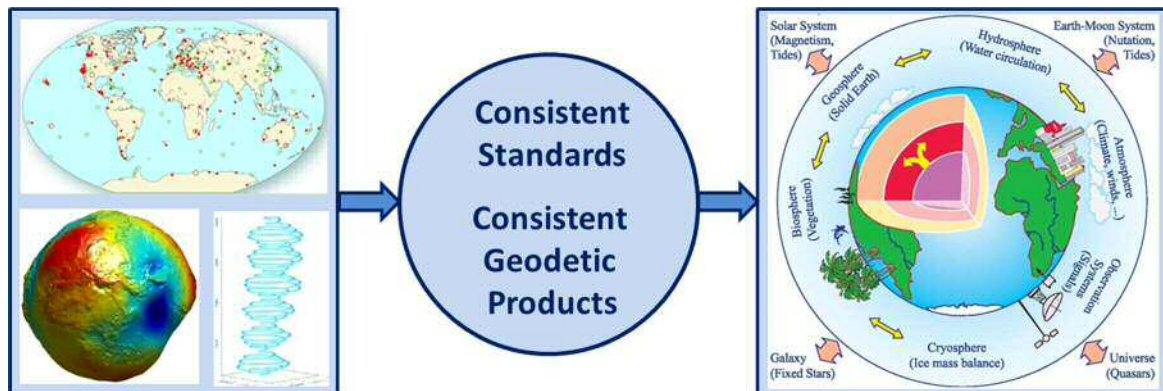 Consistent
Standards
Consistent
Geodetic
Products
Solar System
(Magnetism,
Tides)
Earth-Moon System
(Nutation,
Tides)
Hydrosphere
(Water circulation)
Geosphere
(Solid Earth)
Atmosphere
(Climate, winds, ...)
Biosphere
(Vegetation)
Observation
Systems
(Signals)
Cryosphere
(Ice mass balance)
Galaxy
(Fixed Stars)
Universe
(Quasars)